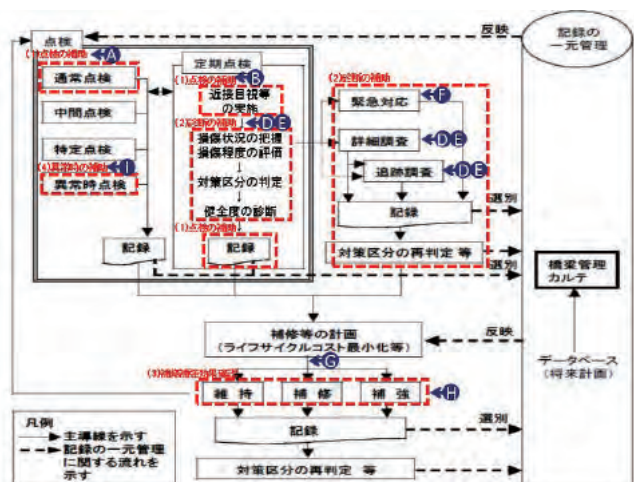 点検
反映
記録の
一元管理
(1)点検の補助
A
通常点検
中間点検
特定点検
(4)異常時の補助
I
異常時点検
記録
定期点検
(1)点検の補助
B
近接目視等
の実施
(2)診断の補助
D E
損傷状況の把握
損傷程度の評価
↓
対策区分の判定
↓
健全度の診断
(1)点検の補助
記録
(2)診断の補助
緊急対応
F
詳細調査
D E
追跡調査
D E
記録
選別
対策区分の再判定 等
選別
橋梁管理
カルテ
データベース
(将来計画)
補修等の計画
(ライフサイクルコスト最小化等)
反映
G
維持
補修
補強
H
記録
選別
対策区分の再判定 等
凡例
主導線を示す
記録の一元管理
に関する流れを
示す